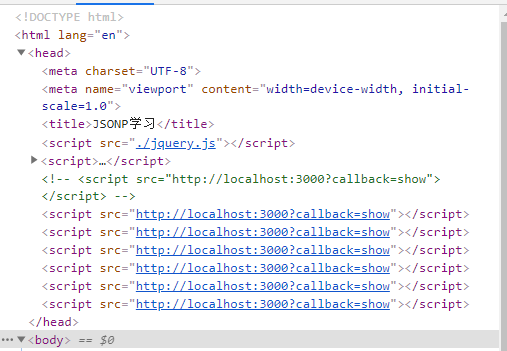 <!DOCTYPE html>
<html lang="en">
<head>
<meta charset="UTF-8">
<meta name="viewport" content="width=device-width, initial-
scale=1.0">
<title>JSONP学习</title>
<script src="./jquery.js"></script>
<script>…</script>
<!-- <script src="http://localhost:3000?callback=show">
</script> -->
<script src="http://localhost:3000?callback=show"></script>
<script src="http://localhost:3000?callback=show"></script>
<script src="http://localhost:3000?callback=show"></script>
<script src="http://localhost:3000?callback=show"></script>
<script src="http://localhost:3000?callback=show"></script>
<script src="http://localhost:3000?callback=show"></script>
</head>
<body> == $0